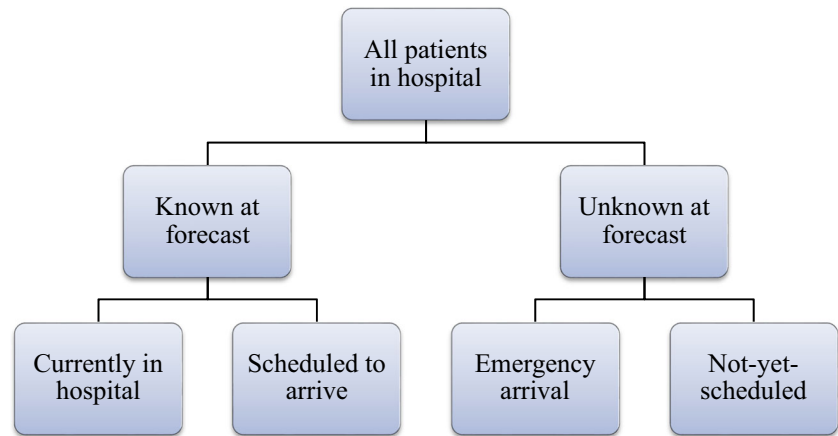 All patients
in hospital
Known at
forecast
Unknown at
forecast
Currently in
hospital
Scheduled to
arrive
Emergency
arrival
Not-yet-
scheduled